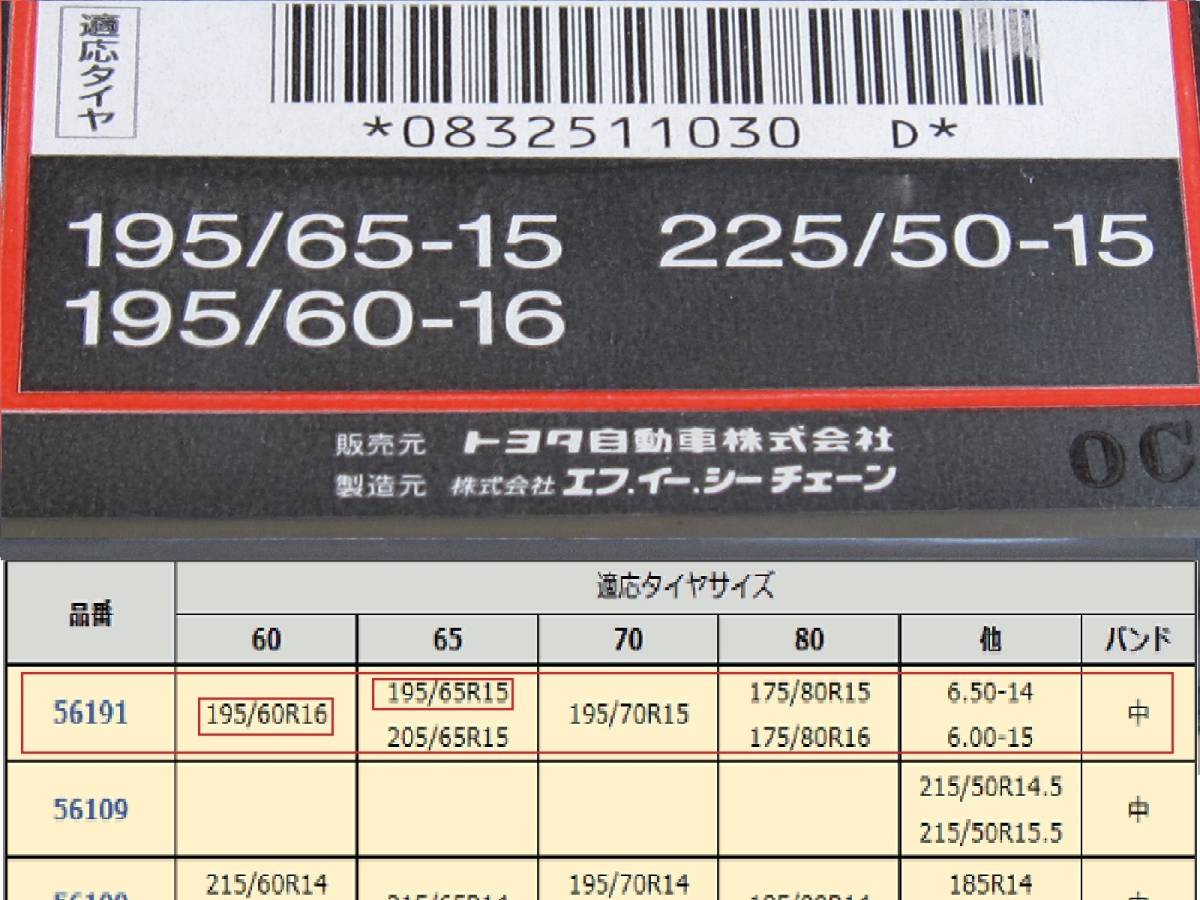 適応タイヤ
*0832511030 D*
195/65-15 225/50-15
195/60-16
販売元 トヨタ自動車株式会社
製造元 株式会社 エフ.イー.シーチェーン
OC
品番 適応タイヤサイズ
60 65 70 80 他 バンド
56191 195/60R16 195/65R15 205/65R15 195/70R15 175/80R15 175/80R16 6.50-14 6.00-15 中
56109 215/50R14.5 215/50R15.5 中
215/60R14 195/70R14 185R14